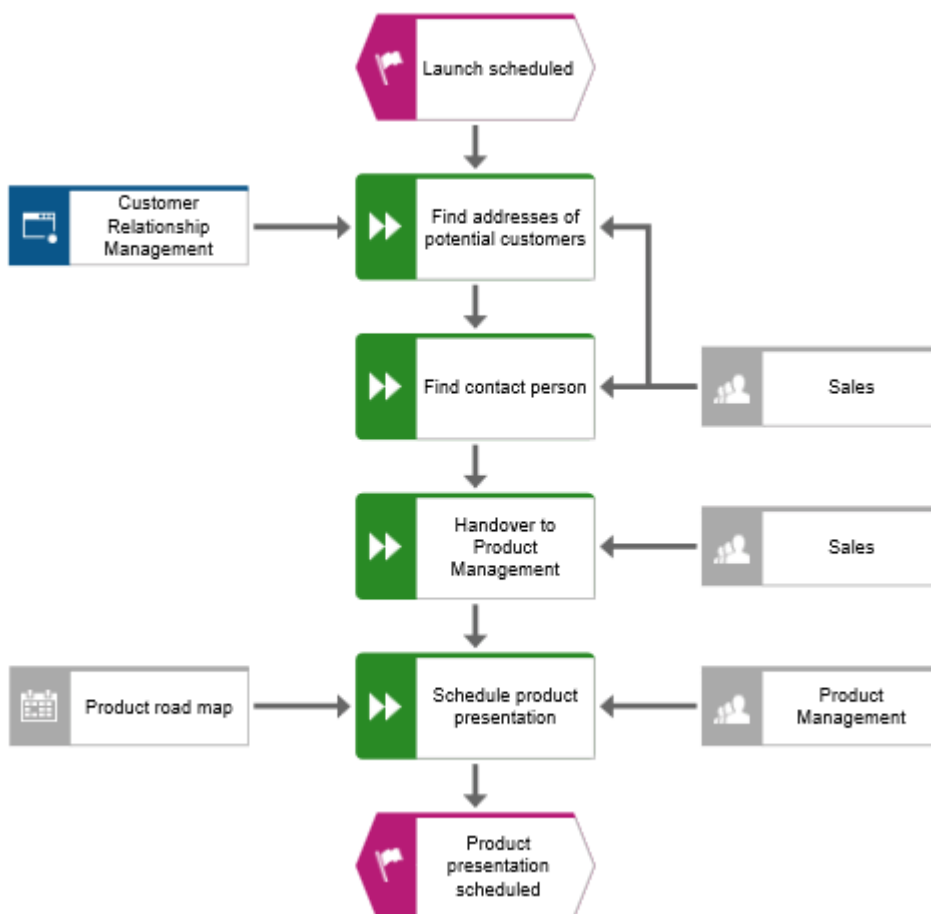 Launch scheduled
Customer
Relationship
Management
Find addresses of
potential customers
Find contact person
Sales
Handover to
Product
Management
Sales
Product road map
Schedule product
presentation
Product
Management
Product
presentation
scheduled